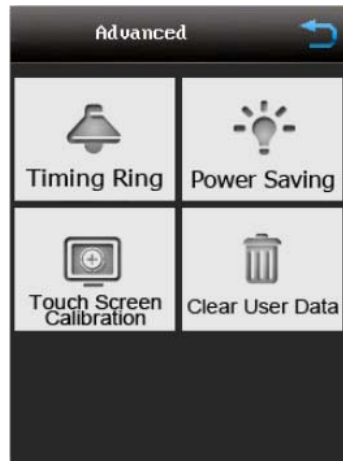 Advanced
Timing Ring
Power Saving
Touch Screen
Calibration
Clear User Data